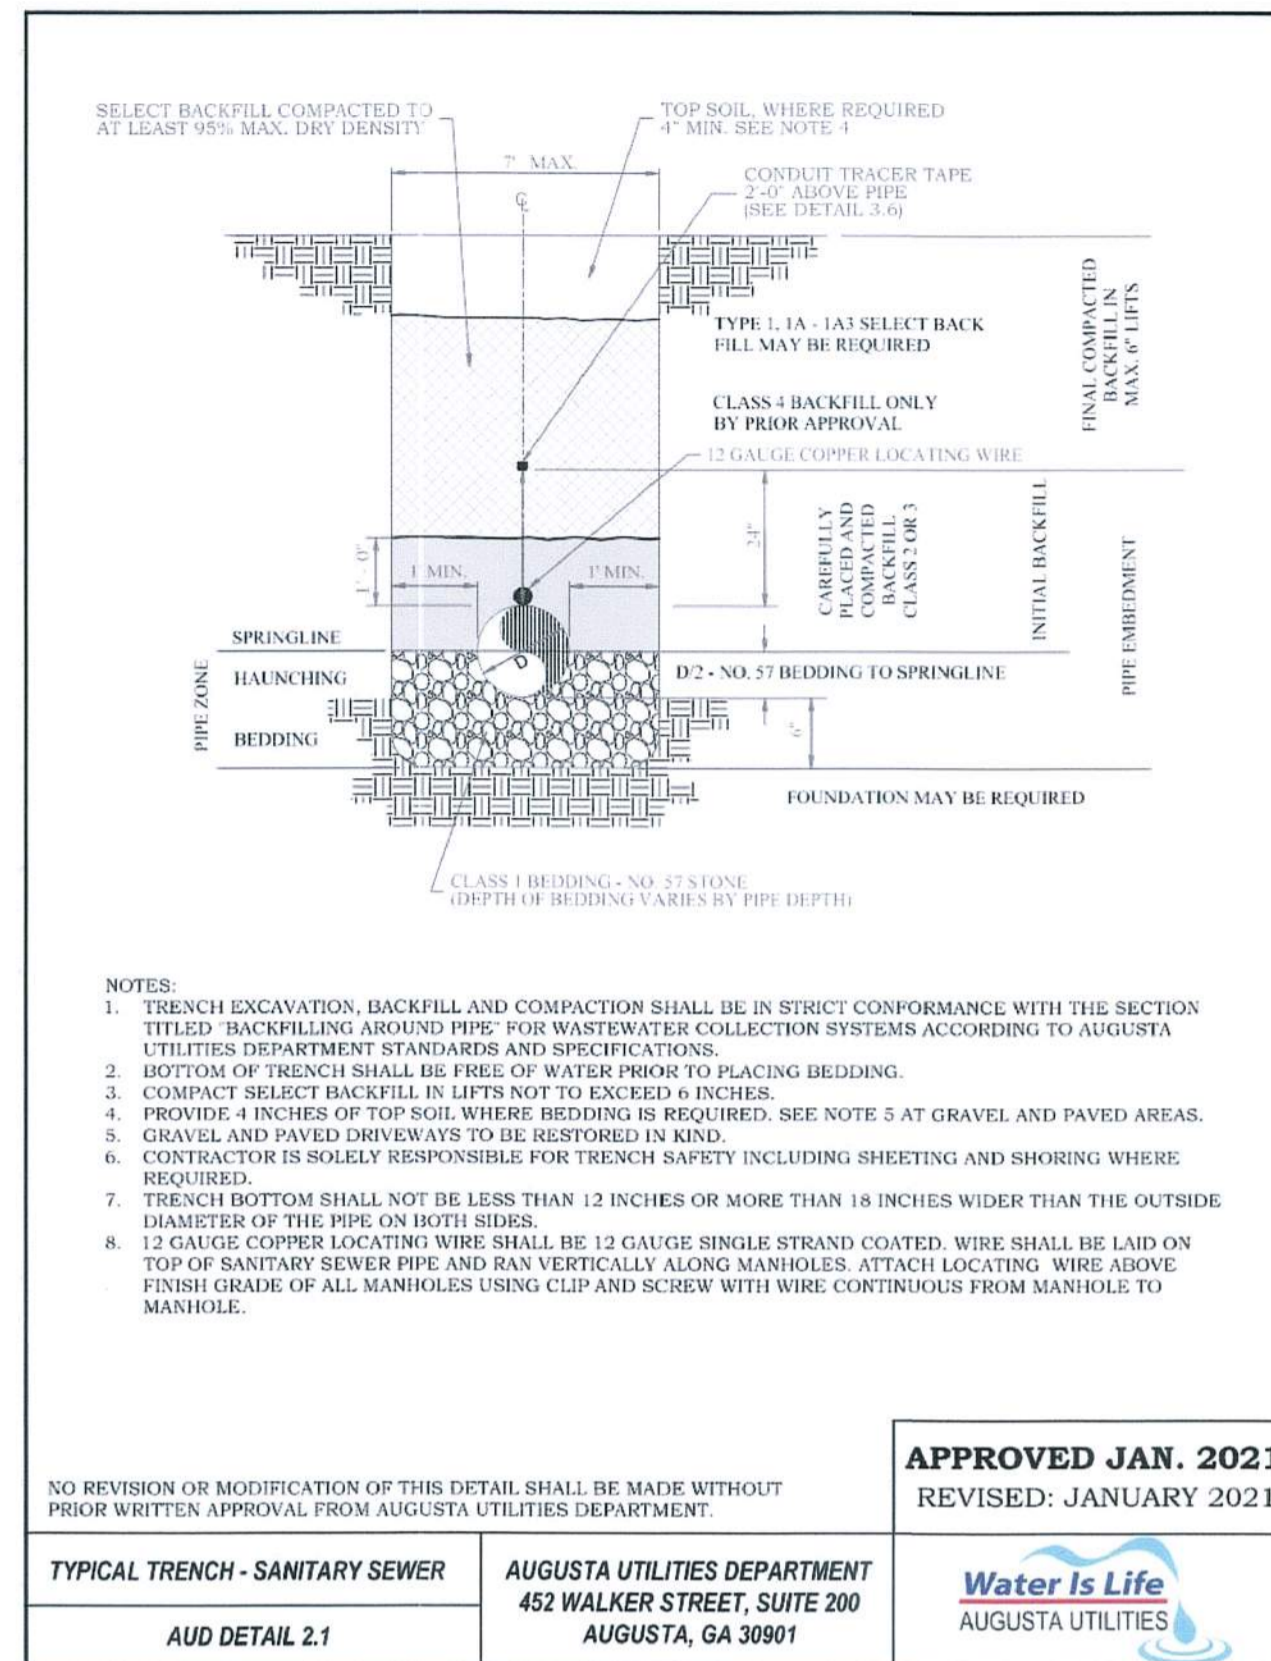 SELECT BACKFILL COMPACTED TO
AT LEAST 95% MAX. DRY DENSITY
TOP SOIL, WHERE REQUIRED
4" MIN. SEE NOTE 4
7' MAX.
CONDUIT TRACER TAPE
2'-0" ABOVE PIPE
(SEE DETAIL 3.6)
℄
TYPE 1, 1A - 1A3 SELECT BACK
FILL MAY BE REQUIRED
FINAL COMPACTED
BACKFILL IN
MAX. 6" LIFTS
CLASS 4 BACKFILL ONLY
BY PRIOR APPROVAL
12 GAUGE COPPER LOCATING WIRE
24"
CAREFULLY
PLACED AND
COMPACTED
BACKFILL
CLASS 2 OR 3
INITIAL BACKFILL
PIPE EMBEDMENT
1' - 0"
1' MIN.
1' MIN.
SPRINGLINE
D
PIPE ZONE
HAUNCHING
D/2 - NO. 57 BEDDING TO SPRINGLINE
BEDDING
6"
FOUNDATION MAY BE REQUIRED
CLASS 1 BEDDING - NO. 57 STONE
(DEPTH OF BEDDING VARIES BY PIPE DEPTH)
NOTES:
1. TRENCH EXCAVATION, BACKFILL AND COMPACTION SHALL BE IN STRICT CONFORMANCE WITH THE SECTION
TITLED "BACKFILLING AROUND PIPE" FOR WASTEWATER COLLECTION SYSTEMS ACCORDING TO AUGUSTA
UTILITIES DEPARTMENT STANDARDS AND SPECIFICATIONS.
2. BOTTOM OF TRENCH SHALL BE FREE OF WATER PRIOR TO PLACING BEDDING.
3. COMPACT SELECT BACKFILL IN LIFTS NOT TO EXCEED 6 INCHES.
4. PROVIDE 4 INCHES OF TOP SOIL WHERE BEDDING IS REQUIRED. SEE NOTE 5 AT GRAVEL AND PAVED AREAS.
5. GRAVEL AND PAVED DRIVEWAYS TO BE RESTORED IN KIND.
6. CONTRACTOR IS SOLELY RESPONSIBLE FOR TRENCH SAFETY INCLUDING SHEETING AND SHORING WHERE
REQUIRED.
7. TRENCH BOTTOM SHALL NOT BE LESS THAN 12 INCHES OR MORE THAN 18 INCHES WIDER THAN THE OUTSIDE
DIAMETER OF THE PIPE ON BOTH SIDES.
8. 12 GAUGE COPPER LOCATING WIRE SHALL BE 12 GAUGE SINGLE STRAND COATED. WIRE SHALL BE LAID ON
TOP OF SANITARY SEWER PIPE AND RAN VERTICALLY ALONG MANHOLES. ATTACH LOCATING WIRE ABOVE
FINISH GRADE OF ALL MANHOLES USING CLIP AND SCREW WITH WIRE CONTINUOUS FROM MANHOLE TO
MANHOLE.
NO REVISION OR MODIFICATION OF THIS DETAIL SHALL BE MADE WITHOUT
PRIOR WRITTEN APPROVAL FROM AUGUSTA UTILITIES DEPARTMENT.
APPROVED JAN. 2021
REVISED: JANUARY 2021
TYPICAL TRENCH - SANITARY SEWER
AUD DETAIL 2.1
AUGUSTA UTILITIES DEPARTMENT
452 WALKER STREET, SUITE 200
AUGUSTA, GA 30901
Water Is Life
AUGUSTA UTILITIES